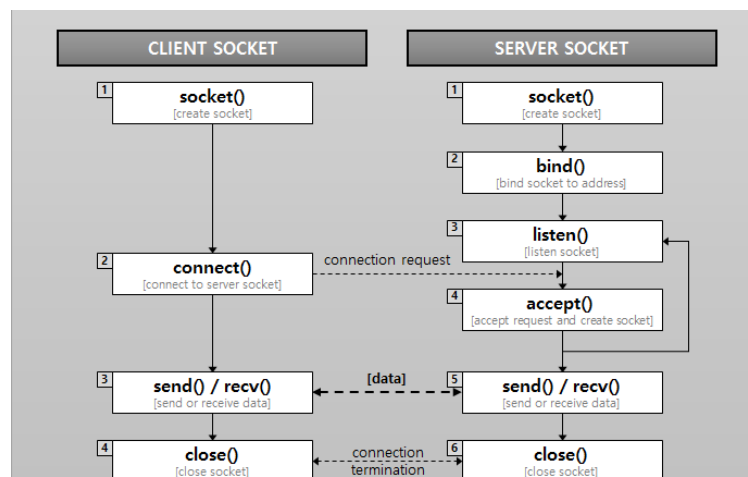 CLIENT SOCKET
SERVER SOCKET
1
socket()
[create socket]
1
socket()
[create socket]
2
bind()
[bind socket to address]
3
listen()
[listen socket]
2
connect()
[connect to server socket]
connection request
4
accept()
[accept request and create socket]
3
send() / recv()
[send or receive data]
[data]
5
send() / recv()
[send or receive data]
4
close()
[close socket]
connection
termination
6
close()
[close socket]